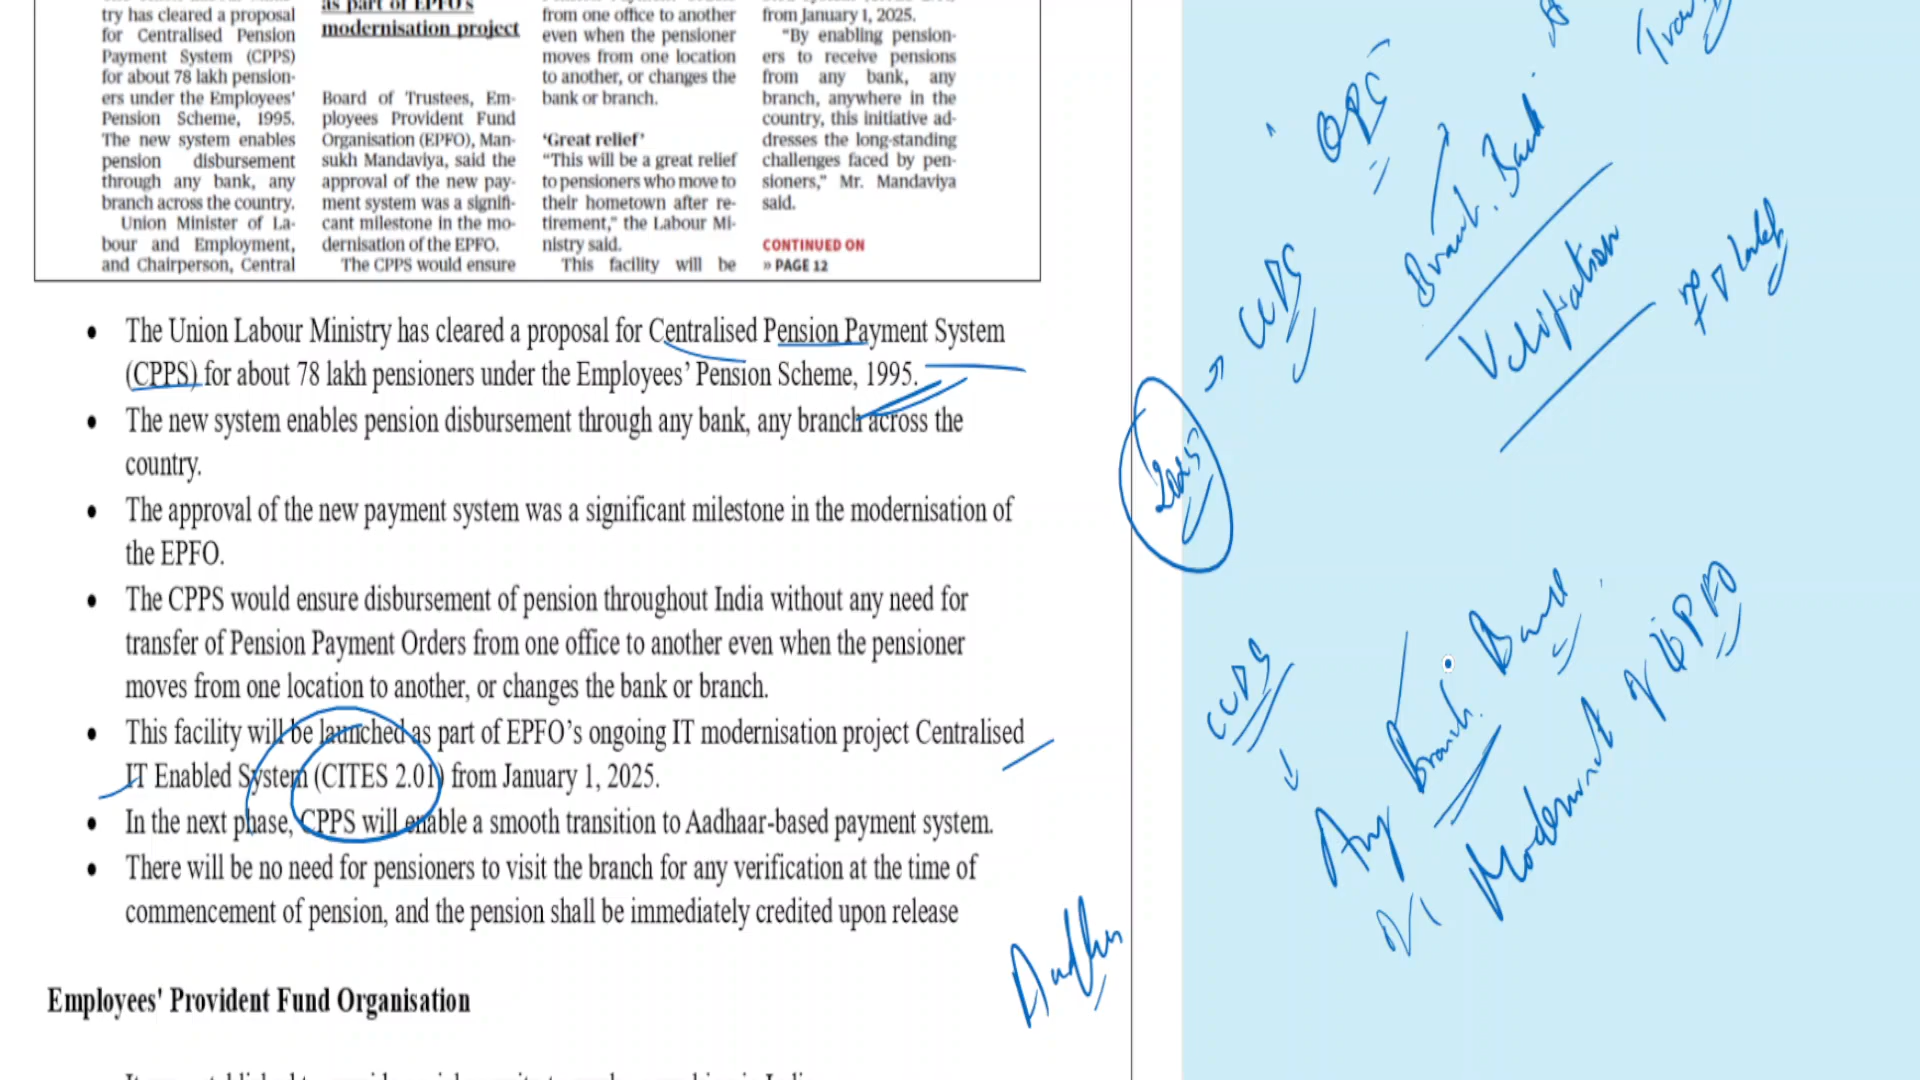 try has cleared a proposal
for Centralised Pension
Payment System (CPPS)
for about 78 lakh pension-
ers under the Employees'
Pension Scheme, 1995.
The new system enables
pension disbursement
through any bank, any
branch across the country.
Union Minister of La-
bour and Employment,
and Chairperson, Central
as part of EPFO's
modernisation project
Board of Trustees, Em-
ployees Provident Fund
Organisation (EPFO), Man-
sukh Mandaviya, said the
approval of the new pay-
ment system was a signifi-
cant milestone in the mo-
dernisation of the EPFO.
The CPPS would ensure
from one office to another
even when the pensioner
moves from one location
to another, or changes the
bank or branch.
‘Great relief’
“This will be a great relief
to pensioners who move to
their hometown after re-
tirement,” the Labour Mi-
nistry said.
This facility will be
from January 1, 2025.
“By enabling pension-
ers to receive pensions
from any bank, any
branch, anywhere in the
country, this initiative ad-
dresses the long-standing
challenges faced by pen-
sioners,” Mr. Mandaviya
said.
CONTINUED ON
» PAGE 12
• The Union Labour Ministry has cleared a proposal for Centralised Pension Payment System
(CPPS) for about 78 lakh pensioners under the Employees’ Pension Scheme, 1995.
• The new system enables pension disbursement through any bank, any branch across the
country.
• The approval of the new payment system was a significant milestone in the modernisation of
the EPFO.
• The CPPS would ensure disbursement of pension throughout India without any need for
transfer of Pension Payment Orders from one office to another even when the pensioner
moves from one location to another, or changes the bank or branch.
• This facility will be launched as part of EPFO’s ongoing IT modernisation project Centralised
IT Enabled System (CITES 2.01) from January 1, 2025.
• In the next phase, CPPS will enable a smooth transition to Aadhaar-based payment system.
• There will be no need for pensioners to visit the branch for any verification at the time of
commencement of pension, and the pension shall be immediately credited upon release
Employees' Provident Fund Organisation
OPS
Branch. Bank
78 lakh
2025
Any Branch Bank
EPFO